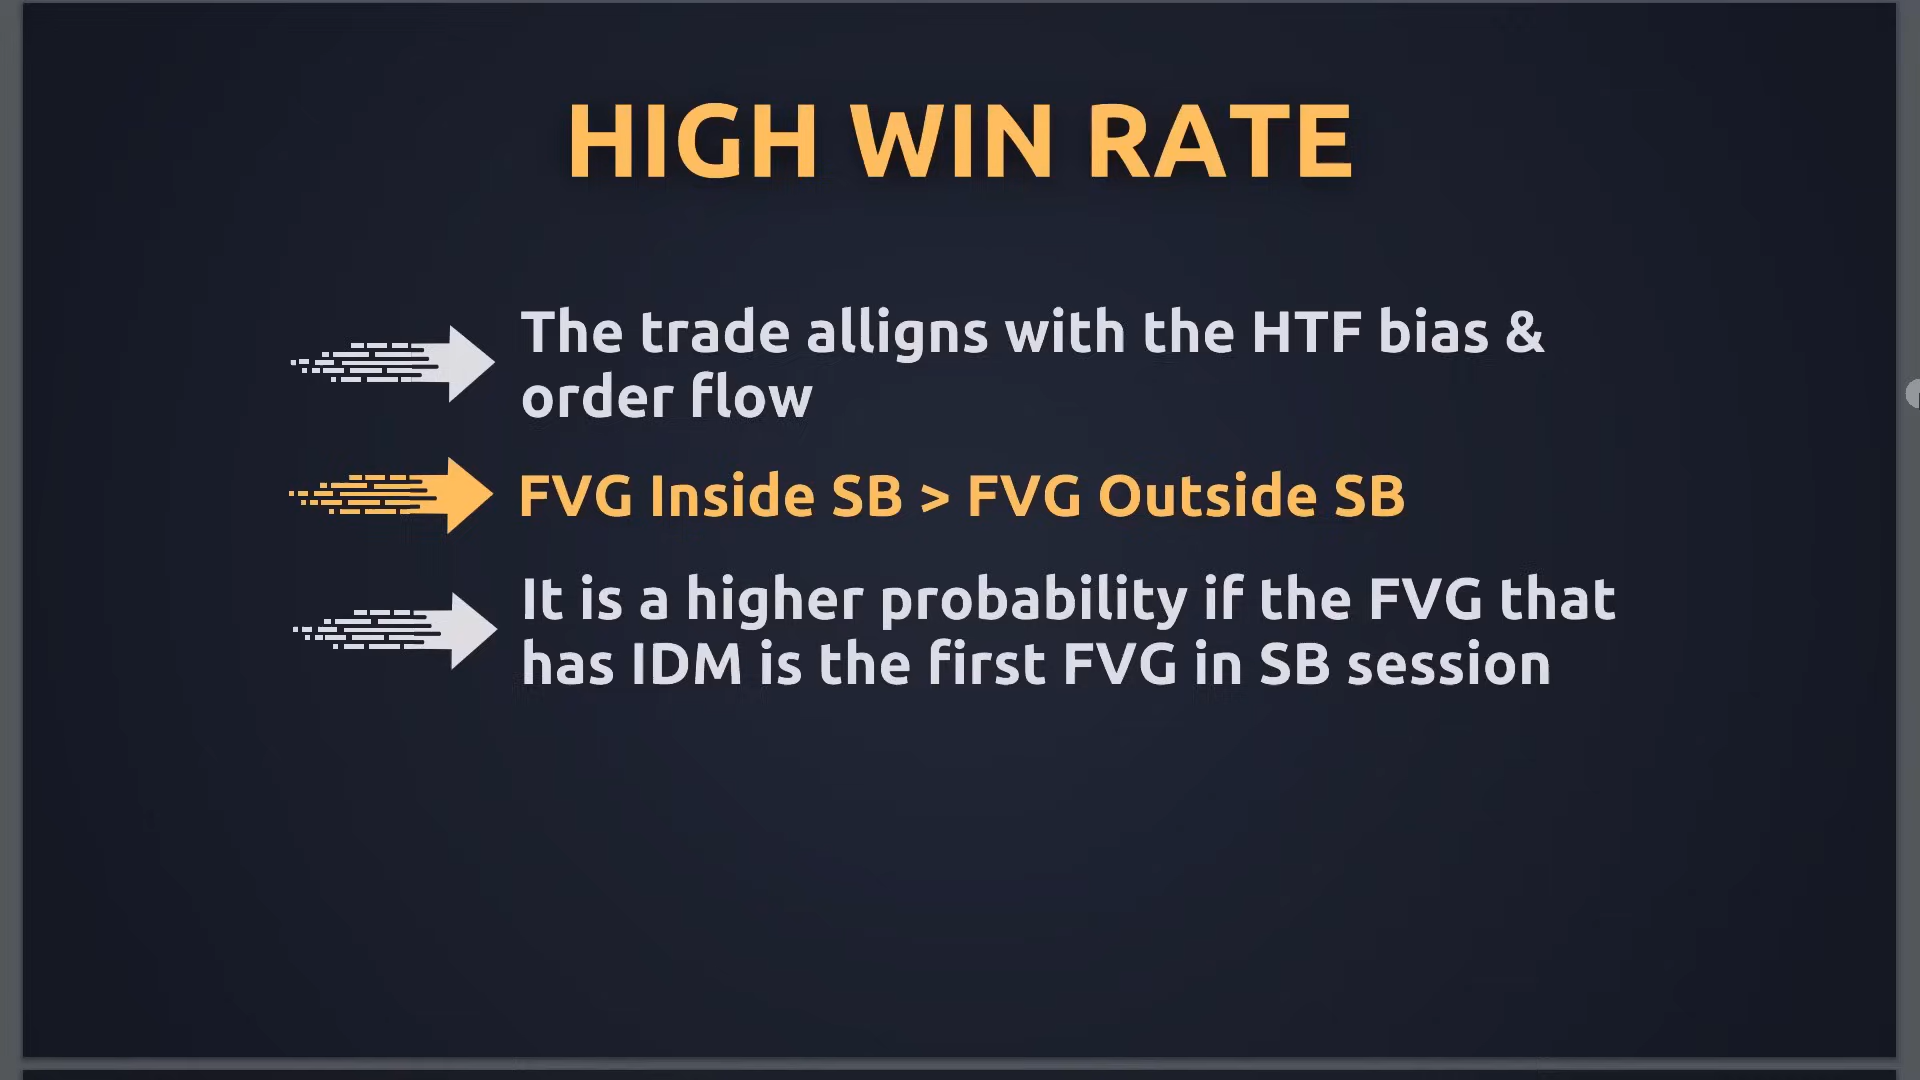 HIGH WIN RATE
The trade alligns with the HTF bias &
order flow
FVG Inside SB > FVG Outside SB
It is a higher probability if the FVG that
has IDM is the first FVG in SB session